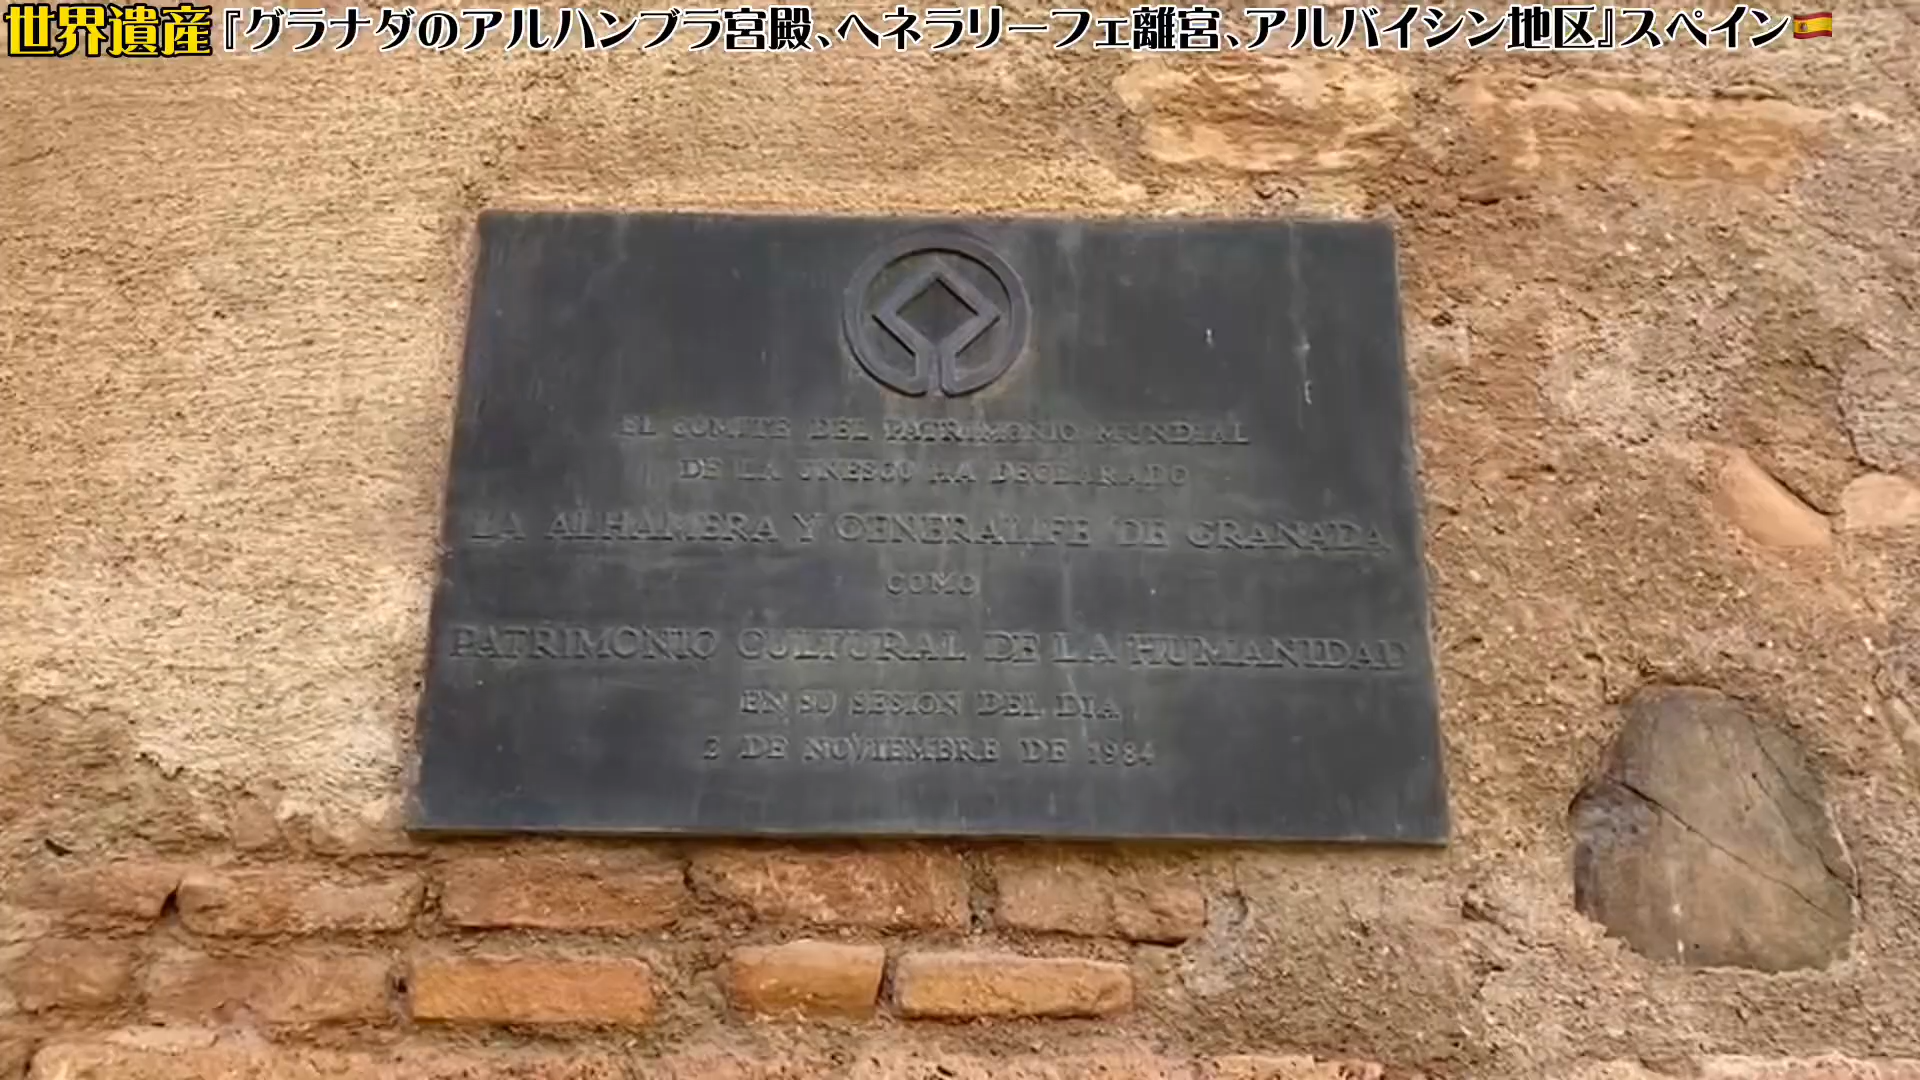 世界遺産『グラナダのアルハンブラ宮殿、ヘネラリーフェ離宮、アルバイシン地区』スペイン🇪🇸
EL COMITE DEL PATRIMONIO MUNDIAL
DE LA UNESCO HA DECLARADO
LA ALHAMBRA Y GENERALIFE DE GRANADA
COMO
PATRIMONIO CULTURAL DE LA HUMANIDAD
EN SU SESION DEL DIA
2 DE NOVIEMBRE DE 1984